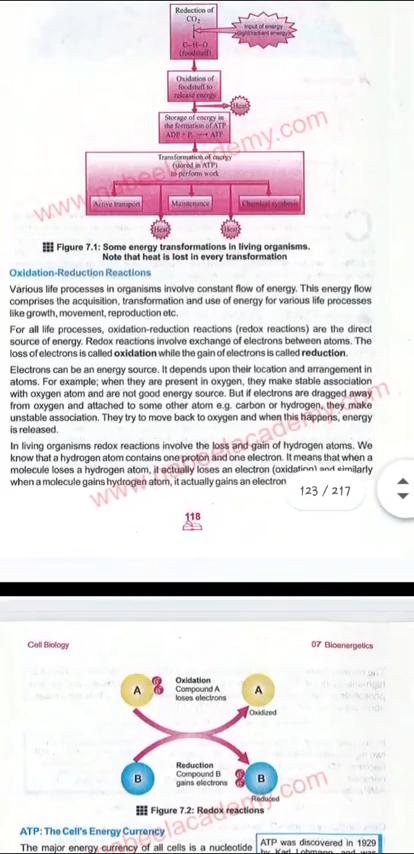 Reduction of
CO2
Input of energy
(light/radiant energy)
C–H–O
(foodstuff)
Oxidation of
foodstuff to
release energy
Heat
Storage of energy in
the formation of ATP
ADP + Pi → ATP
Transformation of energy
(stored in ATP)
to perform work
Active transport Maintenance Chemical synthesis
Heat Heat
Figure 7.1: Some energy transformations in living organisms.
Note that heat is lost in every transformation
Oxidation-Reduction Reactions
Various life processes in organisms involve constant flow of energy. This energy flow
comprises the acquisition, transformation and use of energy for various life processes
like growth, movement, reproduction etc.
For all life processes, oxidation-reduction reactions (redox reactions) are the direct
source of energy. Redox reactions involve exchange of electrons between atoms. The
loss of electrons is called oxidation while the gain of electrons is called reduction.
Electrons can be an energy source. It depends upon their location and arrangement in
atoms. For example; when they are present in oxygen, they make stable association
with oxygen atom and are not good energy source. But if electrons are dragged away
from oxygen and attached to some other atom e.g. carbon or hydrogen, they make
unstable association. They try to move back to oxygen and when this happens, energy
is released.
In living organisms redox reactions involve the loss and gain of hydrogen atoms. We
know that a hydrogen atom contains one proton and one electron. It means that when a
molecule loses a hydrogen atom, it actually loses an electron (oxidation) and similarly
when a molecule gains hydrogen atom, it actually gains an electron
123 / 217
118
Cell Biology 07 Bioenergetics
Oxidation
A Compound A A
loses electrons
Oxidized
Reduction
B Compound B B
gains electrons
Reduced
Figure 7.2: Redox reactions
ATP: The Cell's Energy Currency
The major energy currency of all cells is a nucleotide
ATP was discovered in 1929
by Karl Lohmann, and was
www.nabeelacademy.com
www.nabeelacademy.com
nabeelacademy.com